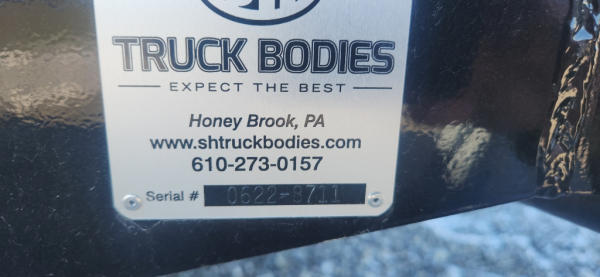 TRUCK BODIES
EXPECT THE BEST
Honey Brook, PA
www.shtruckbodies.com
610-273-0157
Serial # 0622-8711